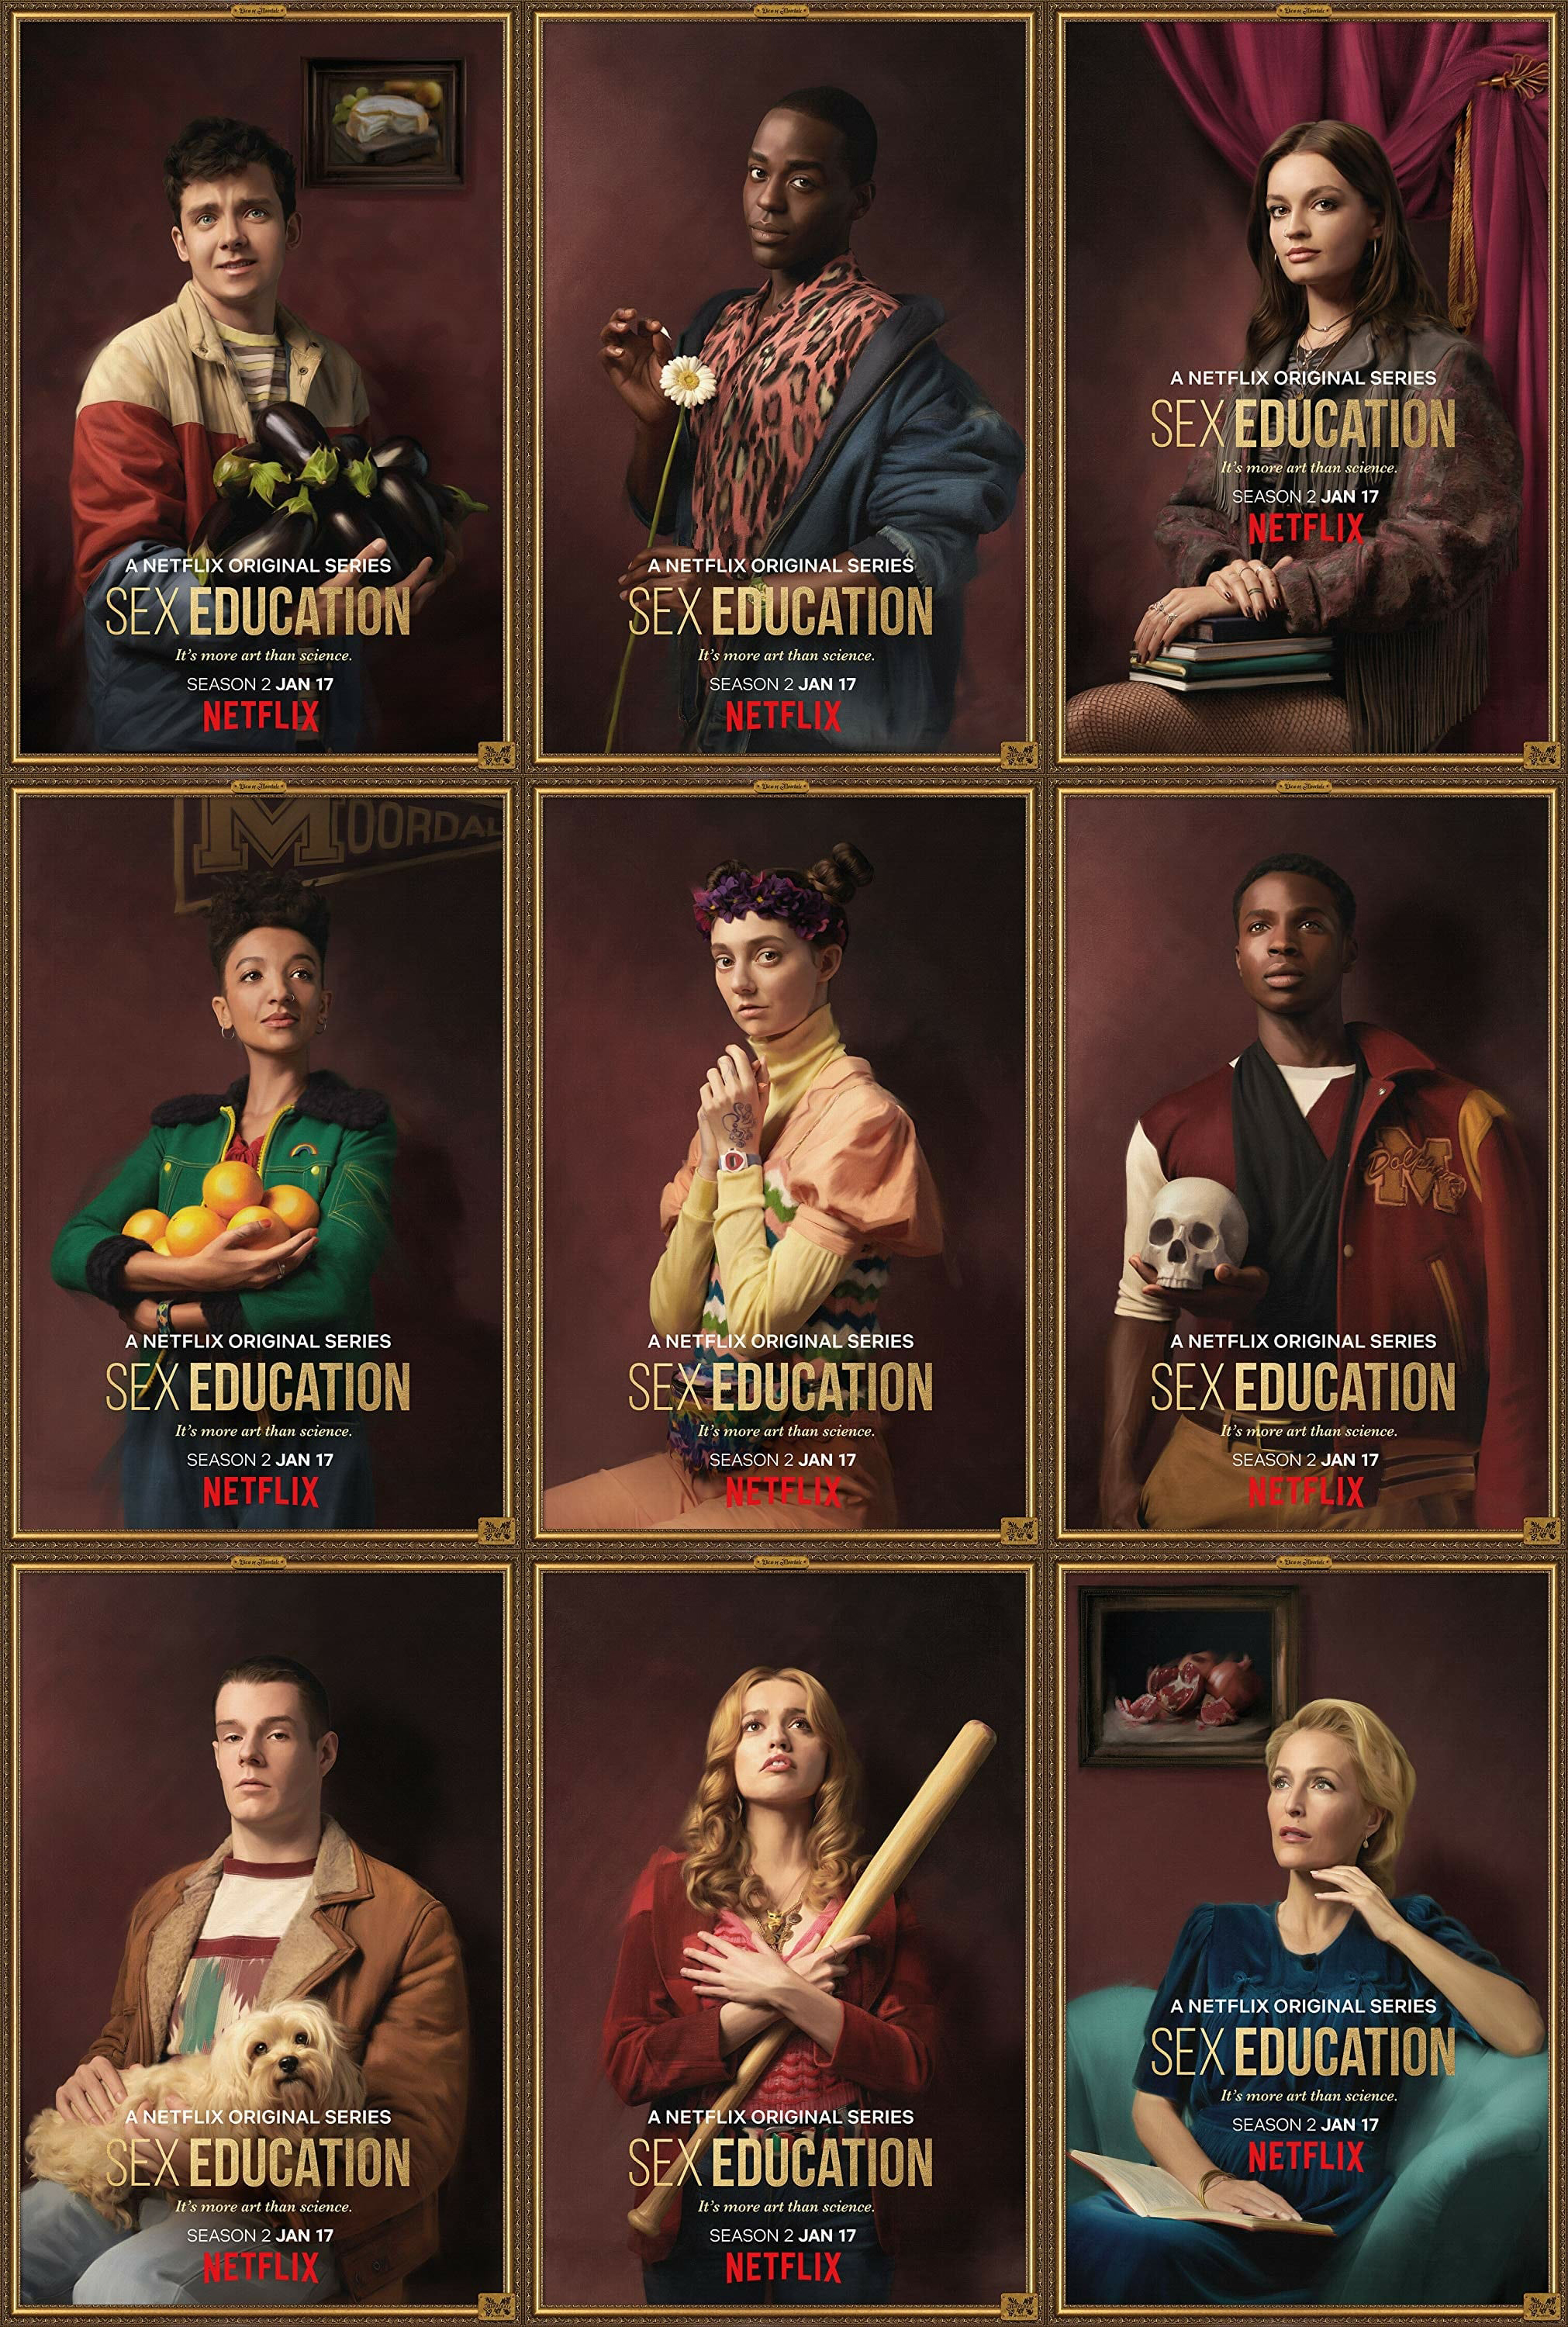 A NETFLIX ORIGINAL SERIES
SEX EDUCATION
It's more art than science.
SEASON 2 JAN 17
NETFLIX
A NETFLIX ORIGINAL SERIES
SEX EDUCATION
It's more art than science.
SEASON 2 JAN 17
NETFLIX
A NETFLIX ORIGINAL SERIES
SEX EDUCATION
It's more art than science.
SEASON 2 JAN 17
NETFLIX
MOORDAL
A NETFLIX ORIGINAL SERIES
SEX EDUCATION
It's more art than science.
SEASON 2 JAN 17
NETFLIX
A NETFLIX ORIGINAL SERIES
SEX EDUCATION
It's more art than science.
SEASON 2 JAN 17
NETFLIX
M
A NETFLIX ORIGINAL SERIES
SEX EDUCATION
It's more art than science.
SEASON 2 JAN 17
NETFLIX
A NETFLIX ORIGINAL SERIES
SEX EDUCATION
It's more art than science.
SEASON 2 JAN 17
NETFLIX
A NETFLIX ORIGINAL SERIES
SEX EDUCATION
It's more art than science.
SEASON 2 JAN 17
NETFLIX
A NETFLIX ORIGINAL SERIES
SEX EDUCATION
It's more art than science.
SEASON 2 JAN 17
NETFLIX